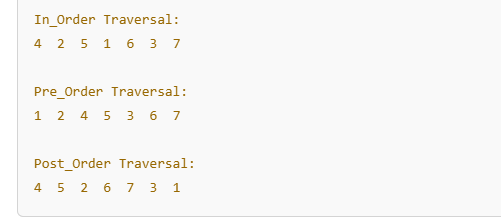 In_Order Traversal:
4  2  5  1  6  3  7
Pre_Order Traversal:
1  2  4  5  3  6  7
Post_Order Traversal:
4  5  2  6  7  3  1